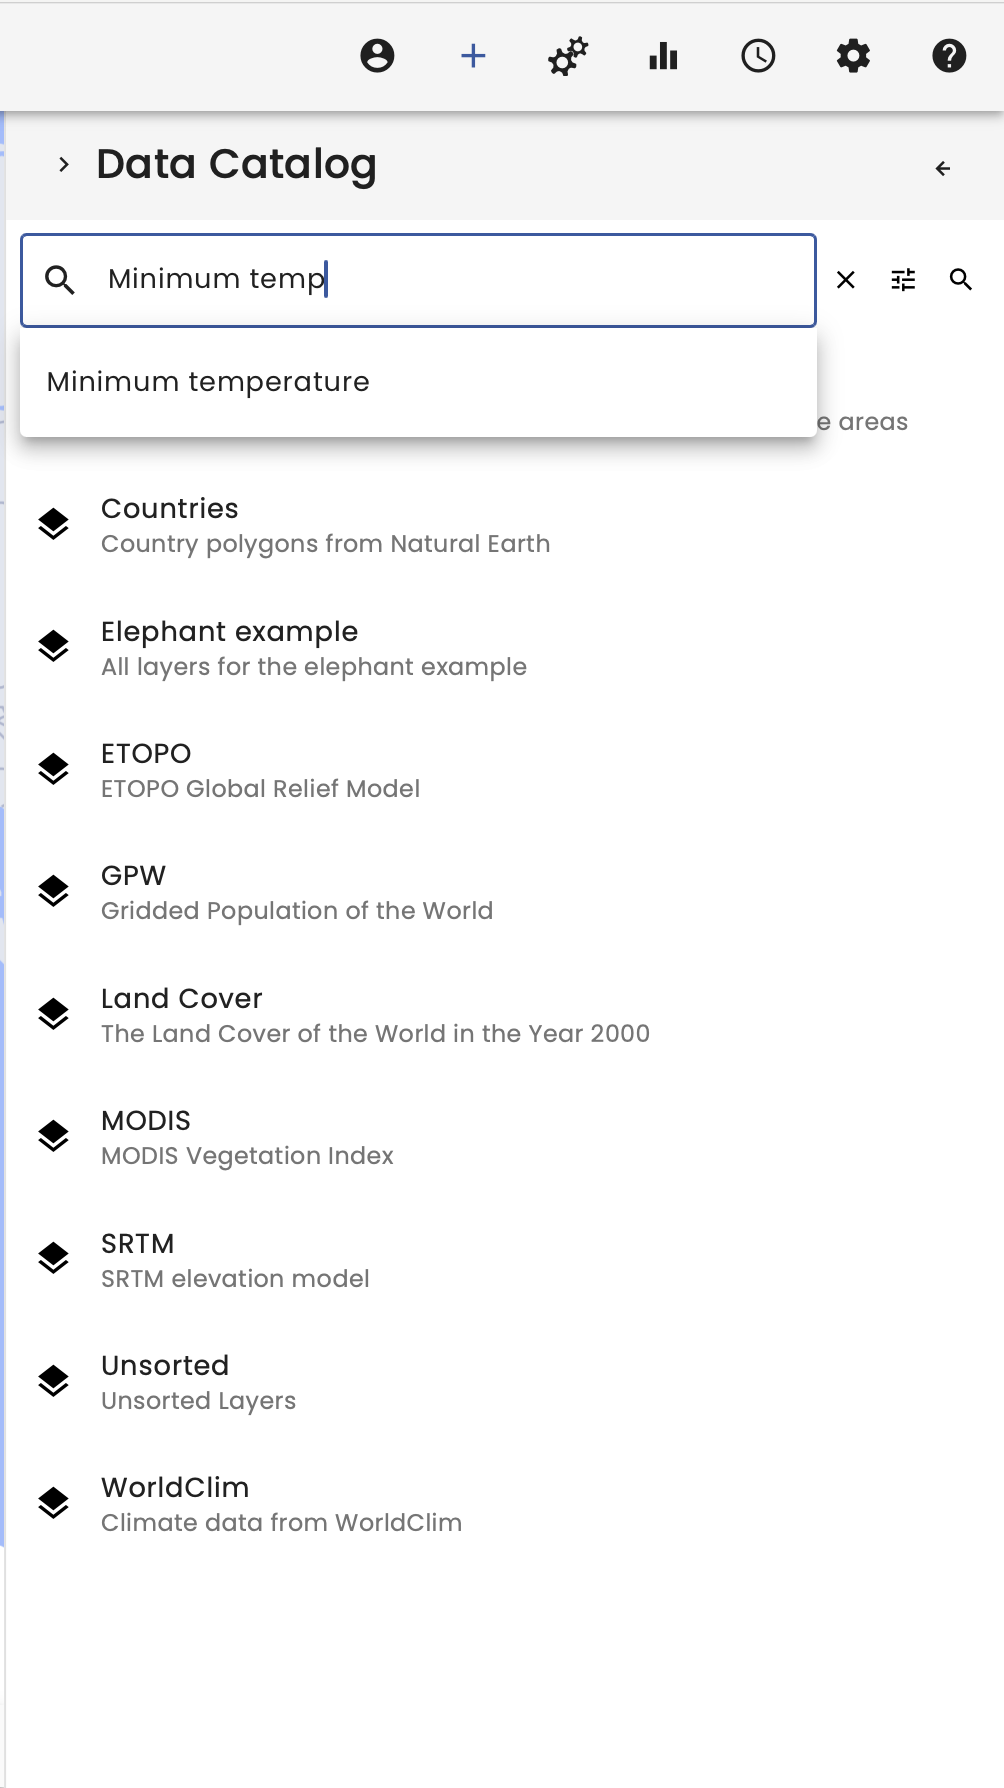 Data Catalog
Minimum temp
Minimum temperature
areas
Countries
Country polygons from Natural Earth
Elephant example
All layers for the elephant example
ETOPO
ETOPO Global Relief Model
GPW
Gridded Population of the World
Land Cover
The Land Cover of the World in the Year 2000
MODIS
MODIS Vegetation Index
SRTM
SRTM elevation model
Unsorted
Unsorted Layers
WorldClim
Climate data from WorldClim